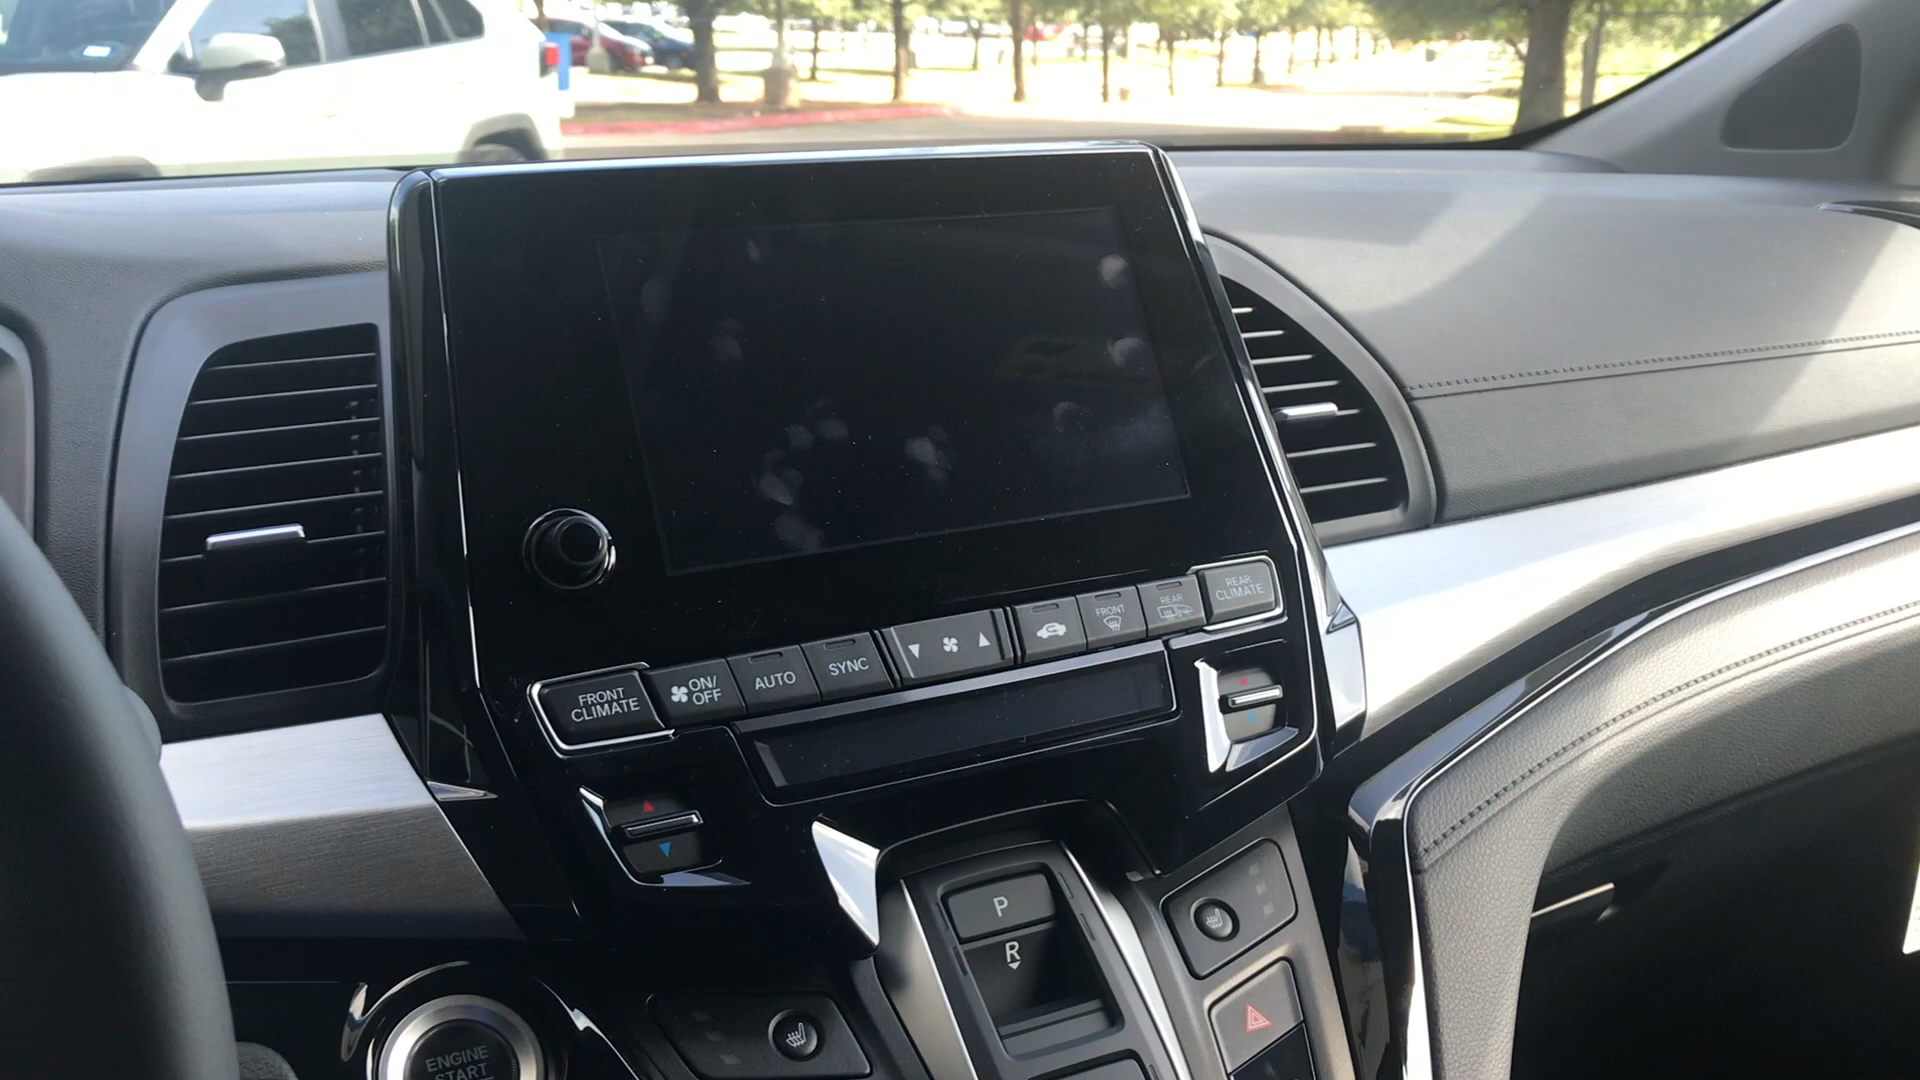 FRONT
CLIMATE
ON/
OFF
AUTO
SYNC
FRONT
REAR
REAR
CLIMATE
P
R
ENGINE
START